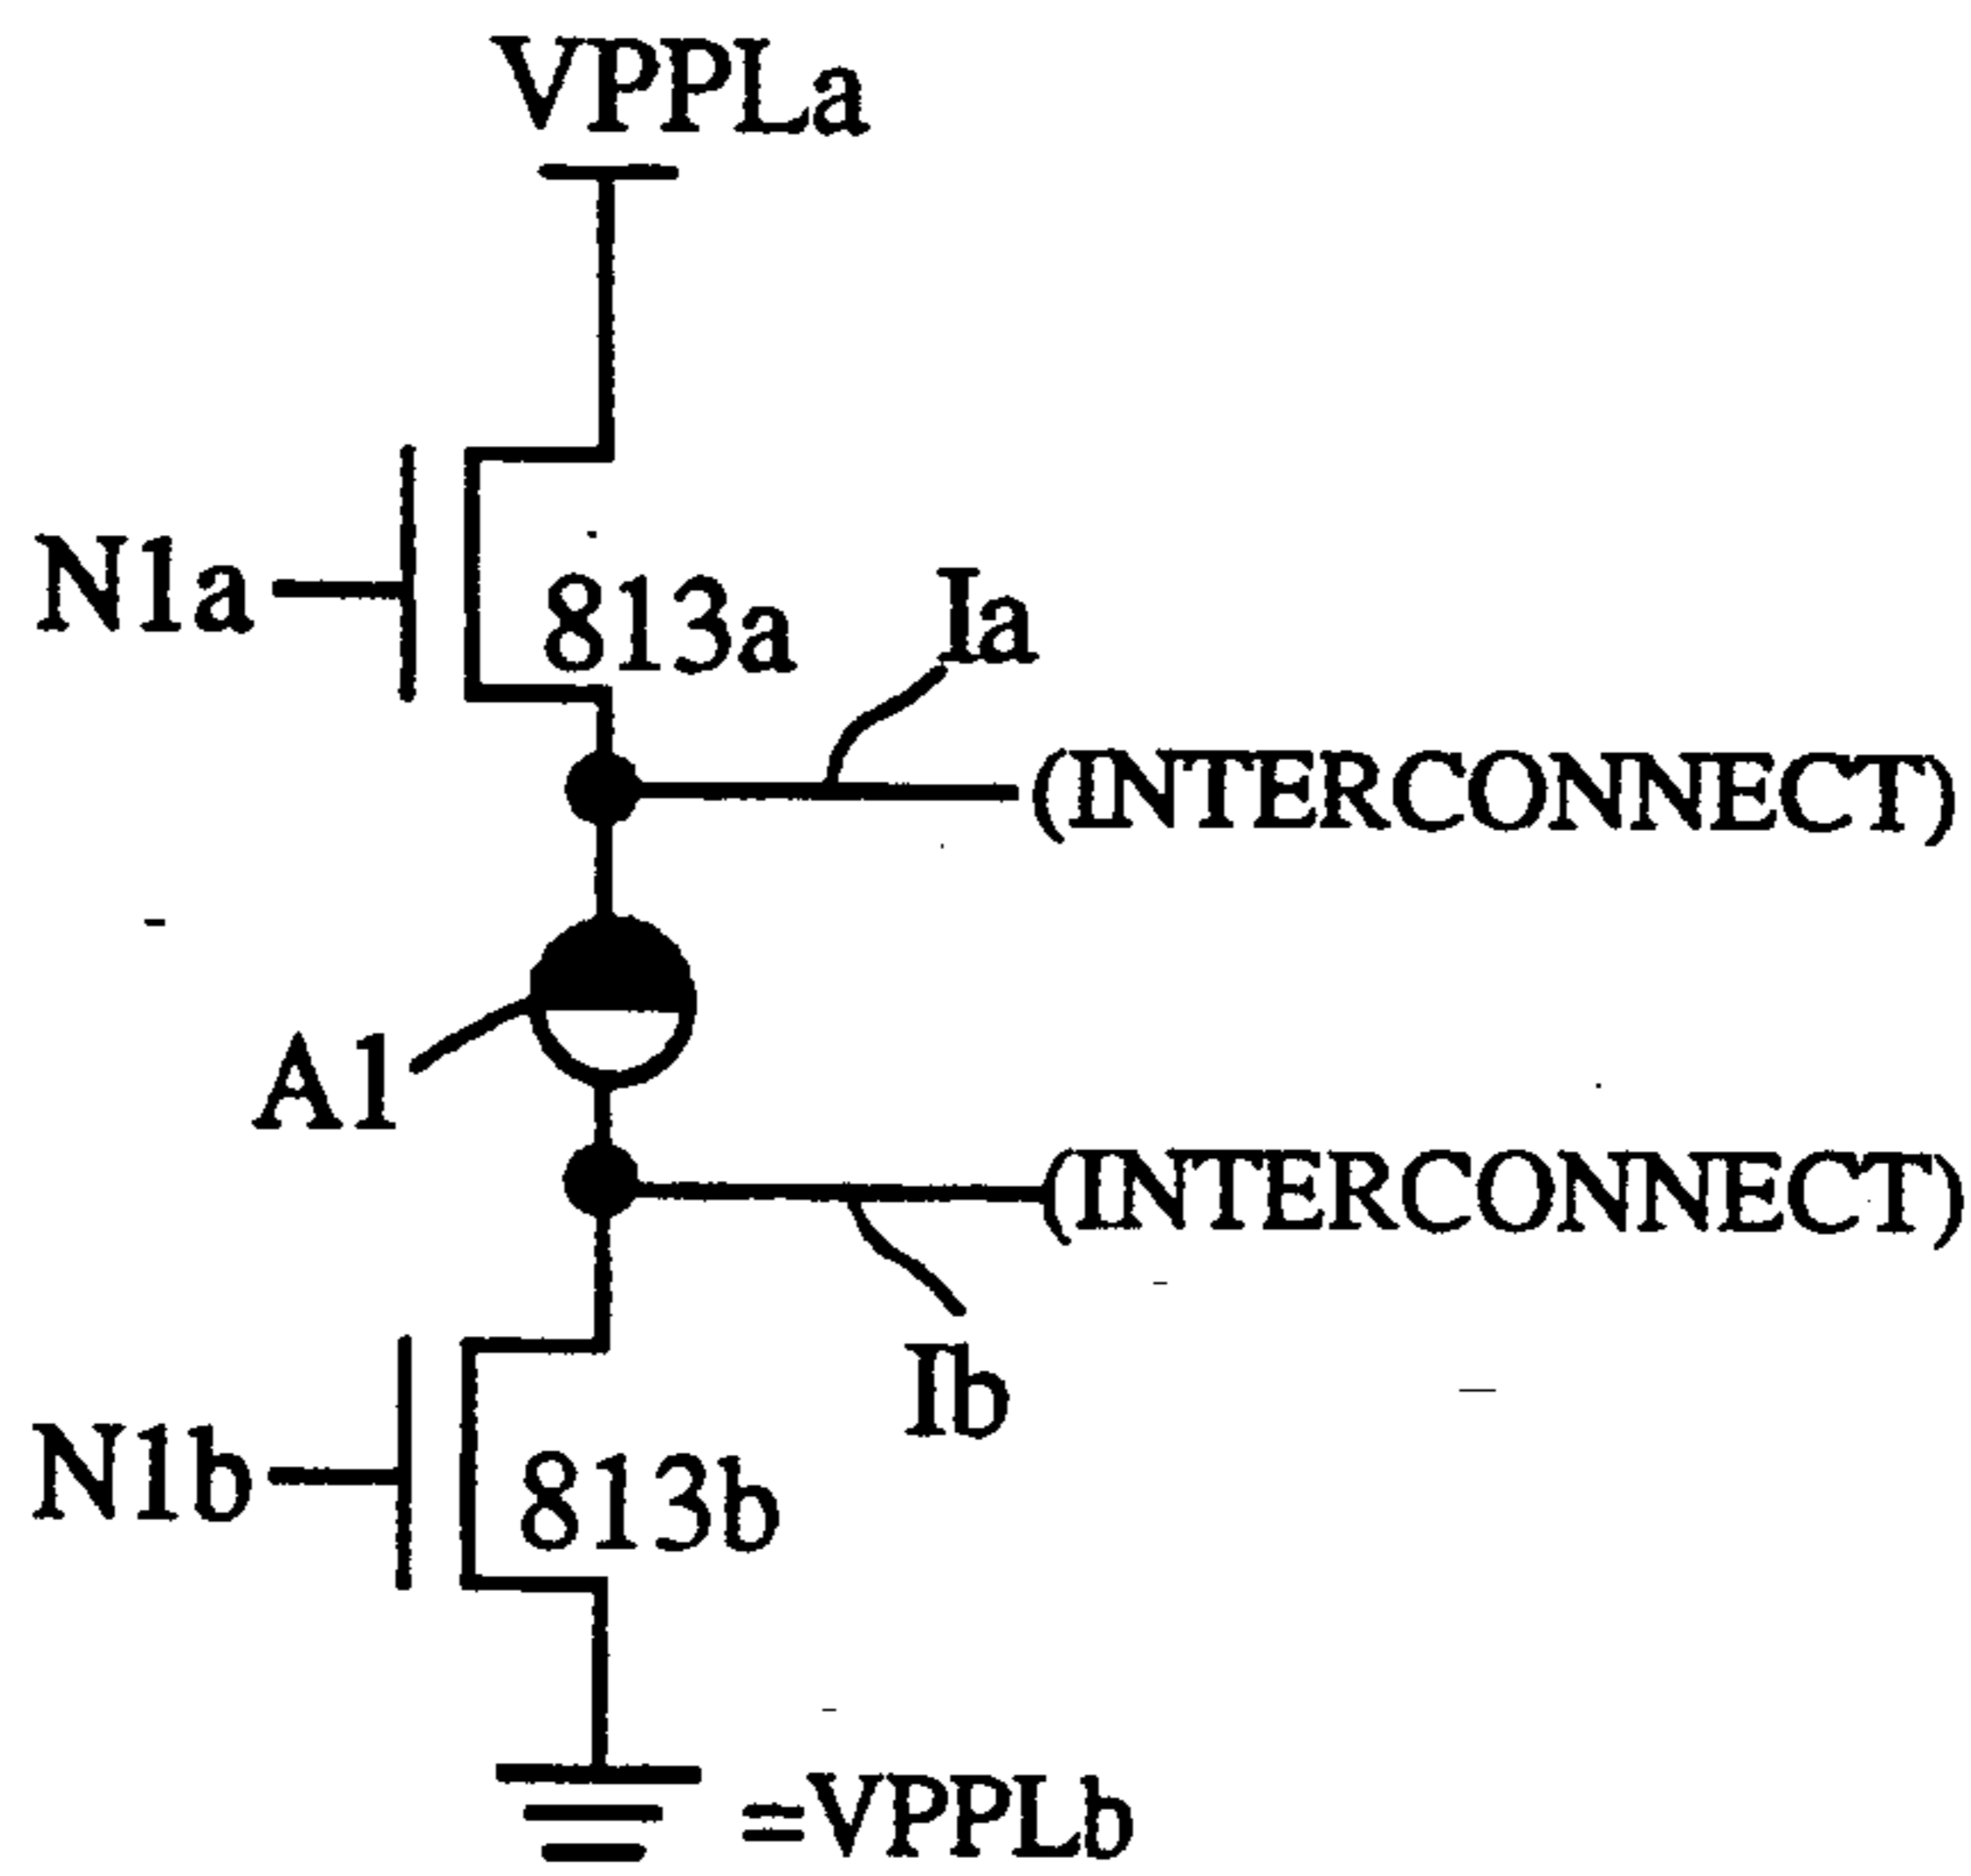 VPPLa
N1a
813a
Ia
(INTERCONNECT)
A1
(INTERCONNECT)
Ib
N1b
813b
=VPPLb